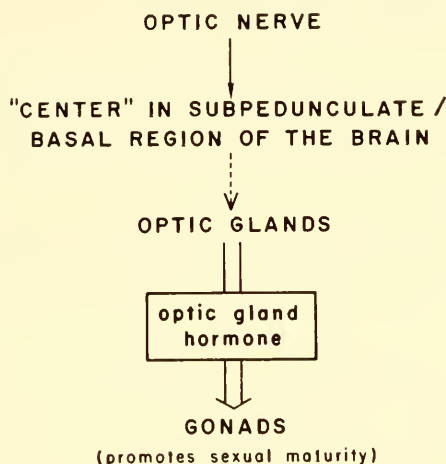 OPTIC NERVE
"CENTER" IN SUBPEDUNCULATE /
BASAL REGION OF THE BRAIN
OPTIC GLANDS
optic gland
hormone
GONADS
(promotes sexual maturity)